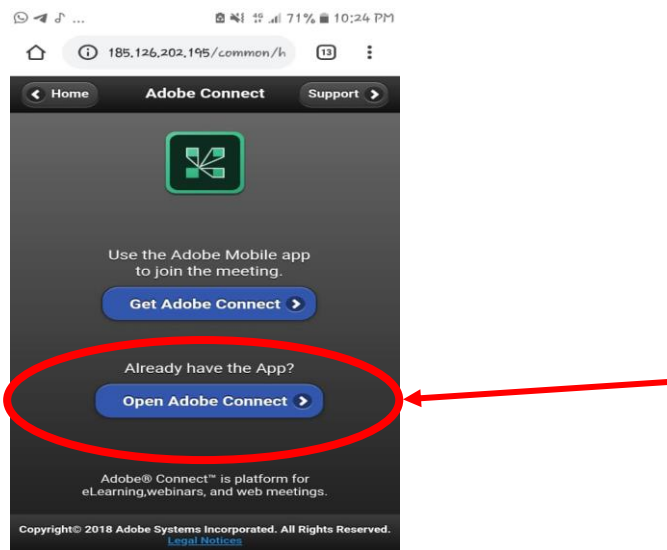 ... 71% 10:24 PM
185.126.202.195/common/h 13
Home Adobe Connect Support
Use the Adobe Mobile app
to join the meeting.
Get Adobe Connect
Already have the App?
Open Adobe Connect
Adobe® Connect™ is platform for
eLearning,webinars, and web meetings.
Copyright© 2018 Adobe Systems Incorporated. All Rights Reserved.
Legal Notices